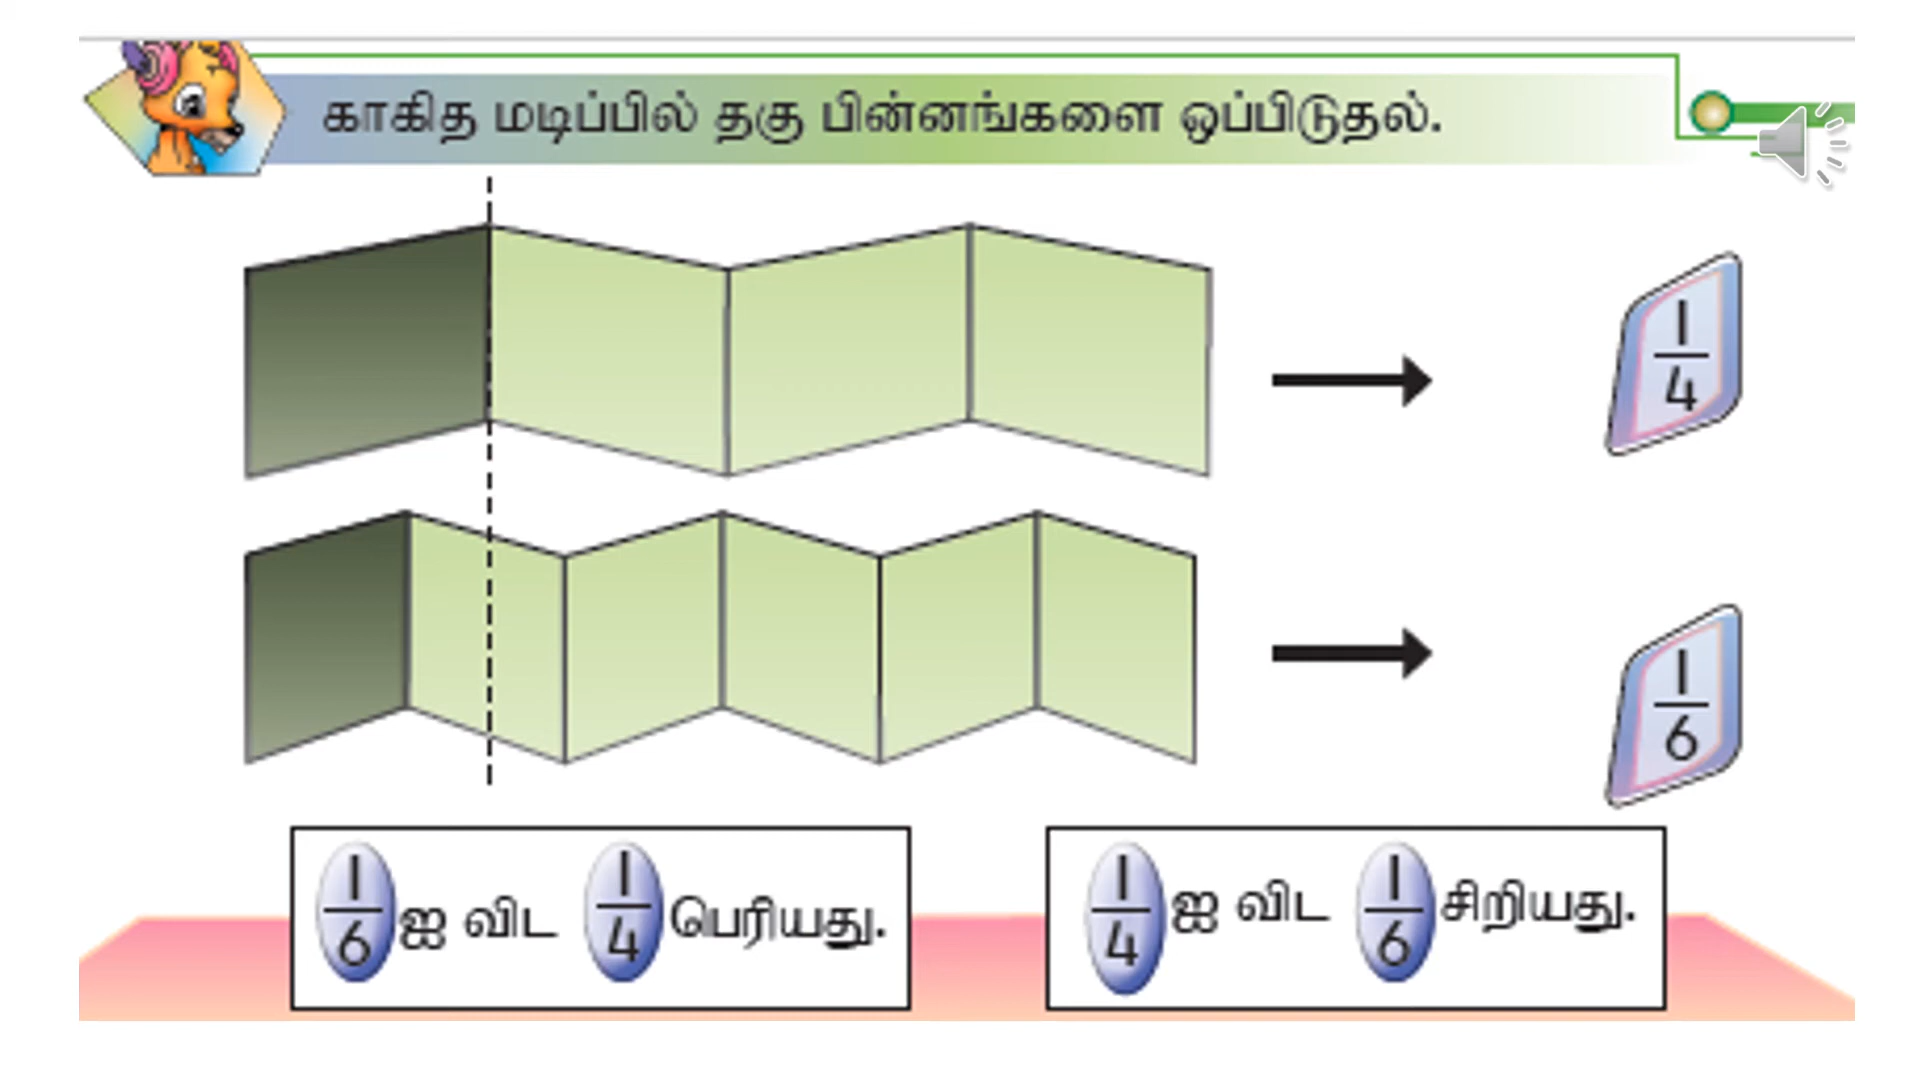 காகித மடிப்பில் தகு பின்னங்களை ஒப்பிடுதல்.
1/4
1/6
1/6 ஐ விட 1/4 பெரியது.
1/4 ஐ விட 1/6 சிறியது.